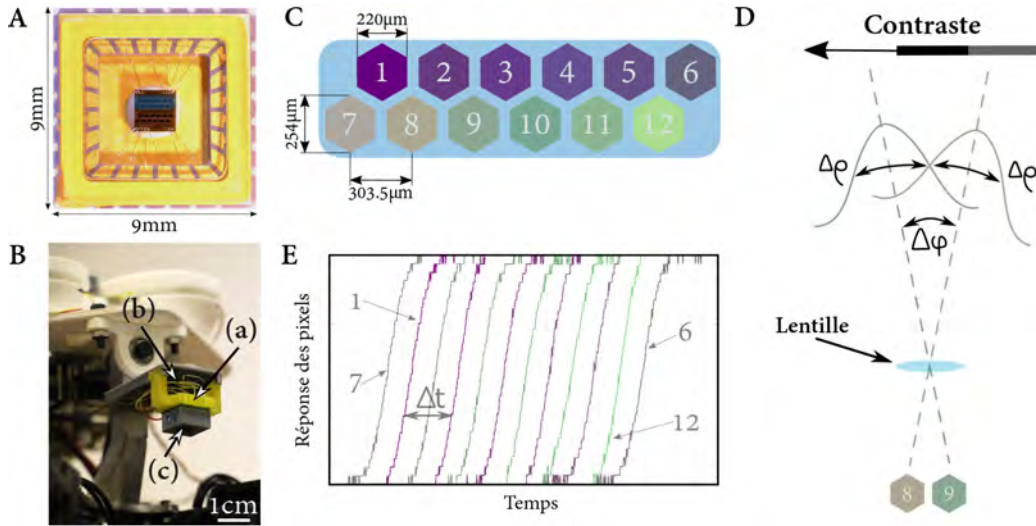 A
9mm
9mm
B
(b)
(a)
(c)
1cm
C
220µm
1 2 3 4 5 6
7 8 9 10 11 12
254µm
303.5µm
E
Réponse des pixels
1
7
Δt
6
12
Temps
D
Contraste
Δρ
Δρ
Δφ
Lentille
8 9